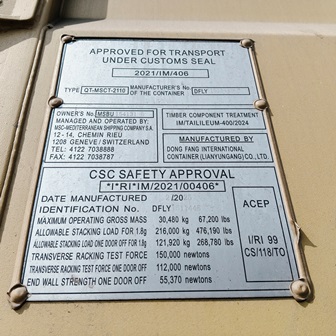 APPROVED FOR TRANSPORT
UNDER CUSTOMS SEAL
2021/IM/406
TYPE QT-MSCT-2110 MANUFACTURER'S No. OF THE CONTAINER DFLY
OWNER'S No. MSBU
MANAGED AND OPERATED BY:
MSC-MEDITERRANEAN SHIPPING COMPANY S.A.
12-14, CHEMIN RIEU
1208 GENEVE/SWITZERLAND
TEL: 4122 7038888
FAX: 4122 7038787
TIMBER COMPONENT TREATMENT
IM/TAILILEUM-400/2024
MANUFACTURED BY
DONG FANG INTERNATIONAL
CONTAINER (LIANYUNGANG) CO.,LTD.
CSC SAFETY APPROVAL
*I*RI*IM/2021/00406*
DATE MANUFACTURED /20
IDENTIFICATION No. DFLY
MAXIMUM OPERATING GROSS MASS 30,480 kg 67,200 lbs
ALLOWABLE STACKING LOAD FOR 1.8g 216,000 kg 476,190 lbs
ALLOWABLE STACKING LOAD ONE DOOR OFF FOR 1.8g 121,920 kg 268,780 lbs
TRANSVERSE RACKING TEST FORCE 150,000 newtons
TRANSVERSE RACKING TEST FORCE ONE DOOR OFF 112,000 newtons
END WALL STRENGTH ONE DOOR OFF 55,370 newtons
ACEP
I/RI 99
CS/118/TO